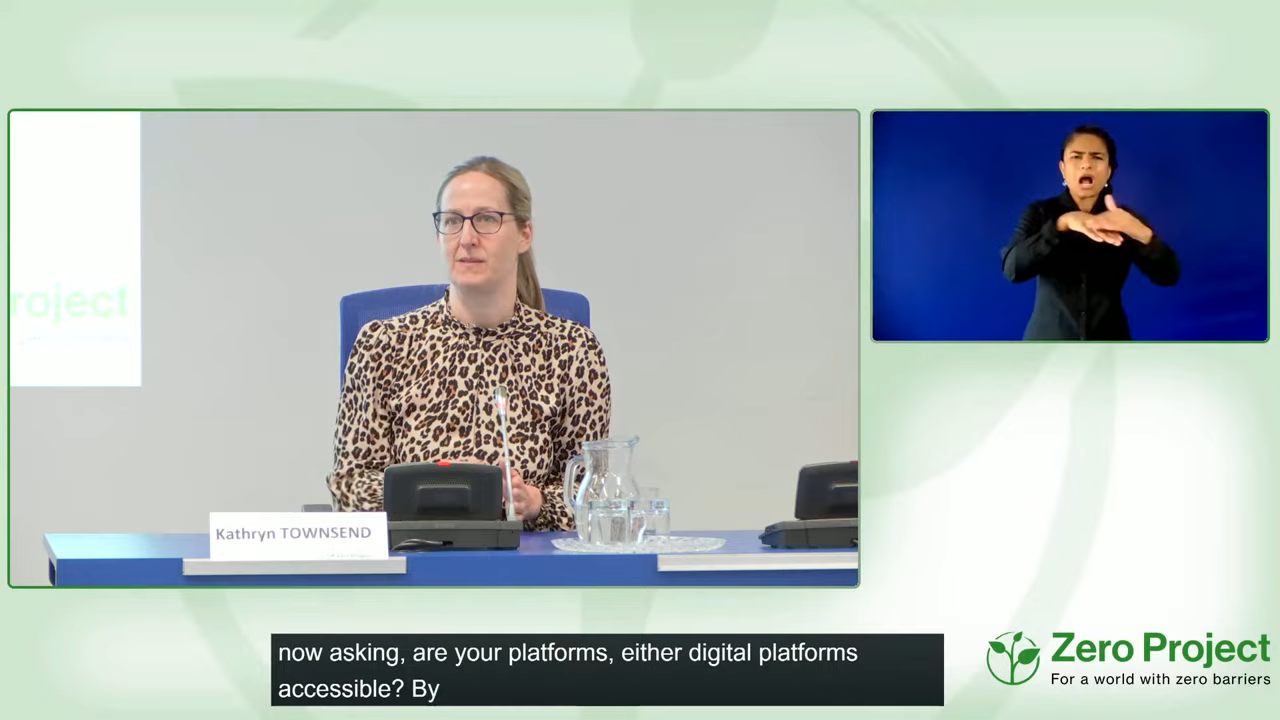 roject
Kathryn TOWNSEND
now asking, are your platforms, either digital platforms
accessible? By
Zero Project
For a world with zero barriers